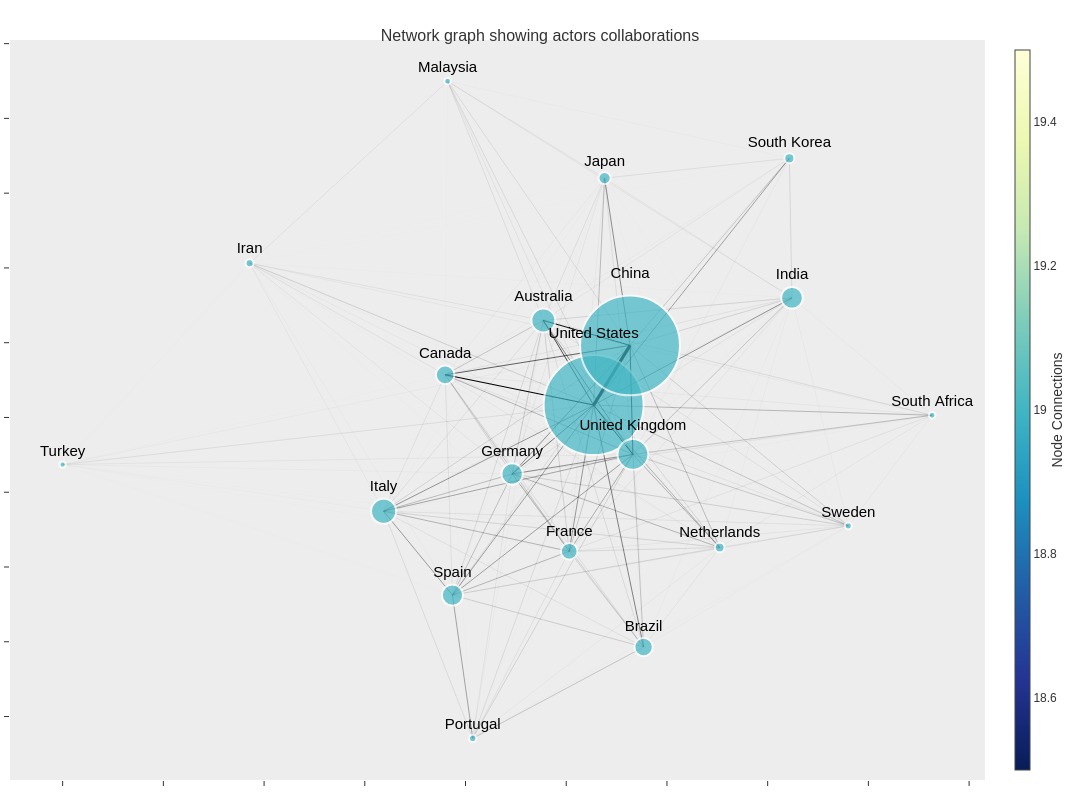 Network graph showing actors collaborations
Malaysia
South Korea
Japan
Iran
China
India
Australia
United States
Canada
South Africa
United Kingdom
Turkey
Germany
Italy
Sweden
France
Netherlands
Spain
Brazil
Portugal
19.4
19.2
19
18.8
18.6
Node Connections